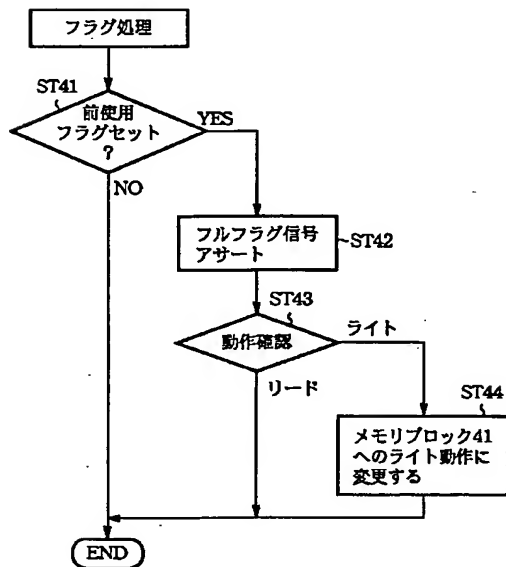 フラグ処理
ST41
前使用
フラグセット
?
YES
NO
フルフラグ信号
アサート
ST42
ST43
動作確認
ライト
リード
ST44
メモリブロック41
へのライト動作に
変更する
END